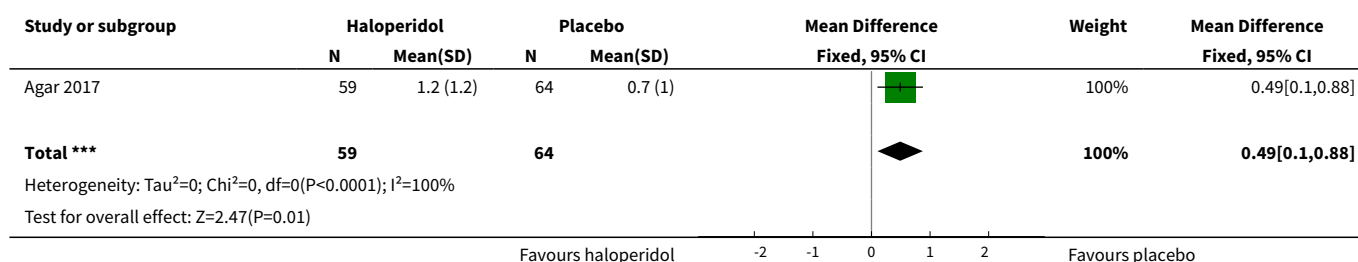 Study or subgroup Haloperidol Placebo Mean Difference Weight Mean Difference
N Mean(SD) N Mean(SD) Fixed, 95% CI Fixed, 95% CI
Agar 2017 59 1.2 (1.2) 64 0.7 (1) 100% 0.49[0.1,0.88]
Total *** 59 64 100% 0.49[0.1,0.88]
Heterogeneity: Tau²=0; Chi²=0, df=0(P<0.0001); I²=100%
Test for overall effect: Z=2.47(P=0.01)
Favours haloperidol -2 -1 0 1 2 Favours placebo